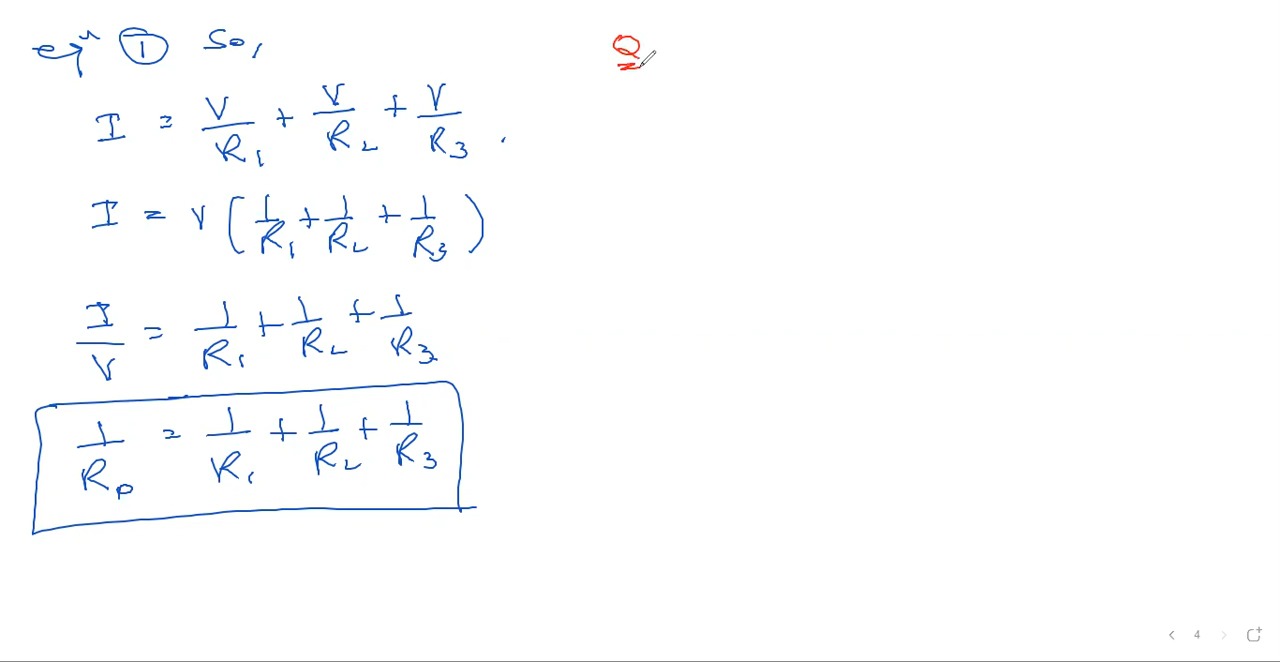 eqⁿ ① So,
I = V/R₁ + V/R₂ + V/R₃ .
I = V ( 1/R₁ + 1/R₂ + 1/R₃ )
I/V = 1/R₁ + 1/R₂ + 1/R₃
1/Rₚ = 1/R₁ + 1/R₂ + 1/R₃
Q
4